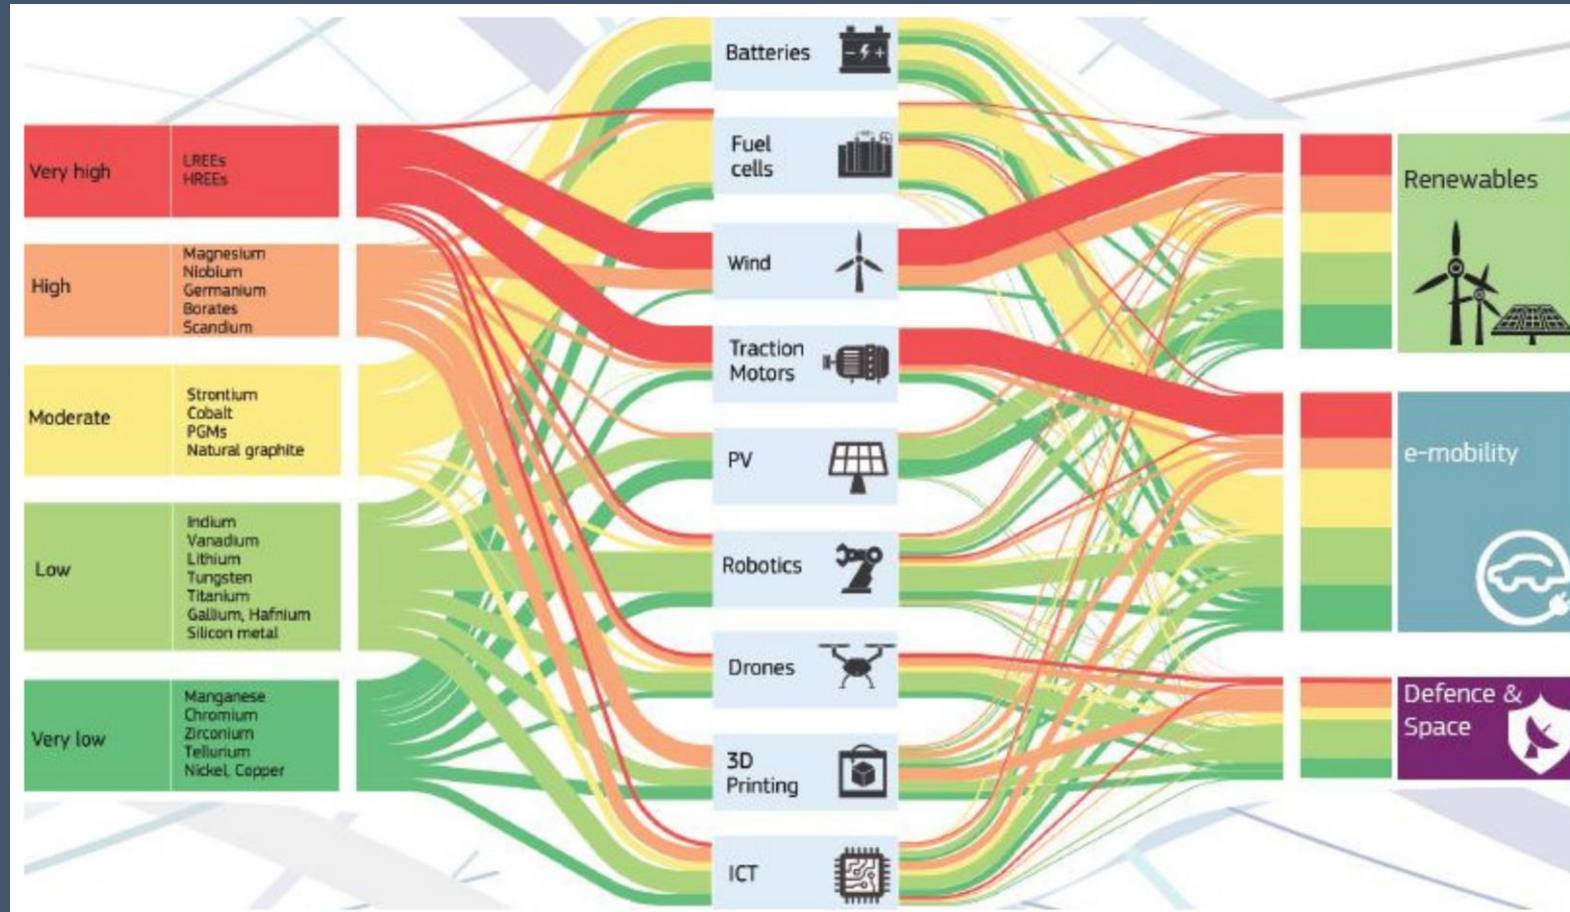 Very high
LREEs
HREEs
High
Magnesium
Niobium
Germanium
Borates
Scandium
Moderate
Strontium
Cobalt
PGMs
Natural graphite
Low
Indium
Vanadium
Lithium
Tungsten
Titanium
Gallium, Hafnium
Silicon metal
Very low
Manganese
Chromium
Zirconium
Tellurium
Nickel, Copper
Batteries
Fuel
cells
Wind
Traction
Motors
PV
Robotics
Drones
3D
Printing
ICT
Renewables
e-mobility
Defence &
Space